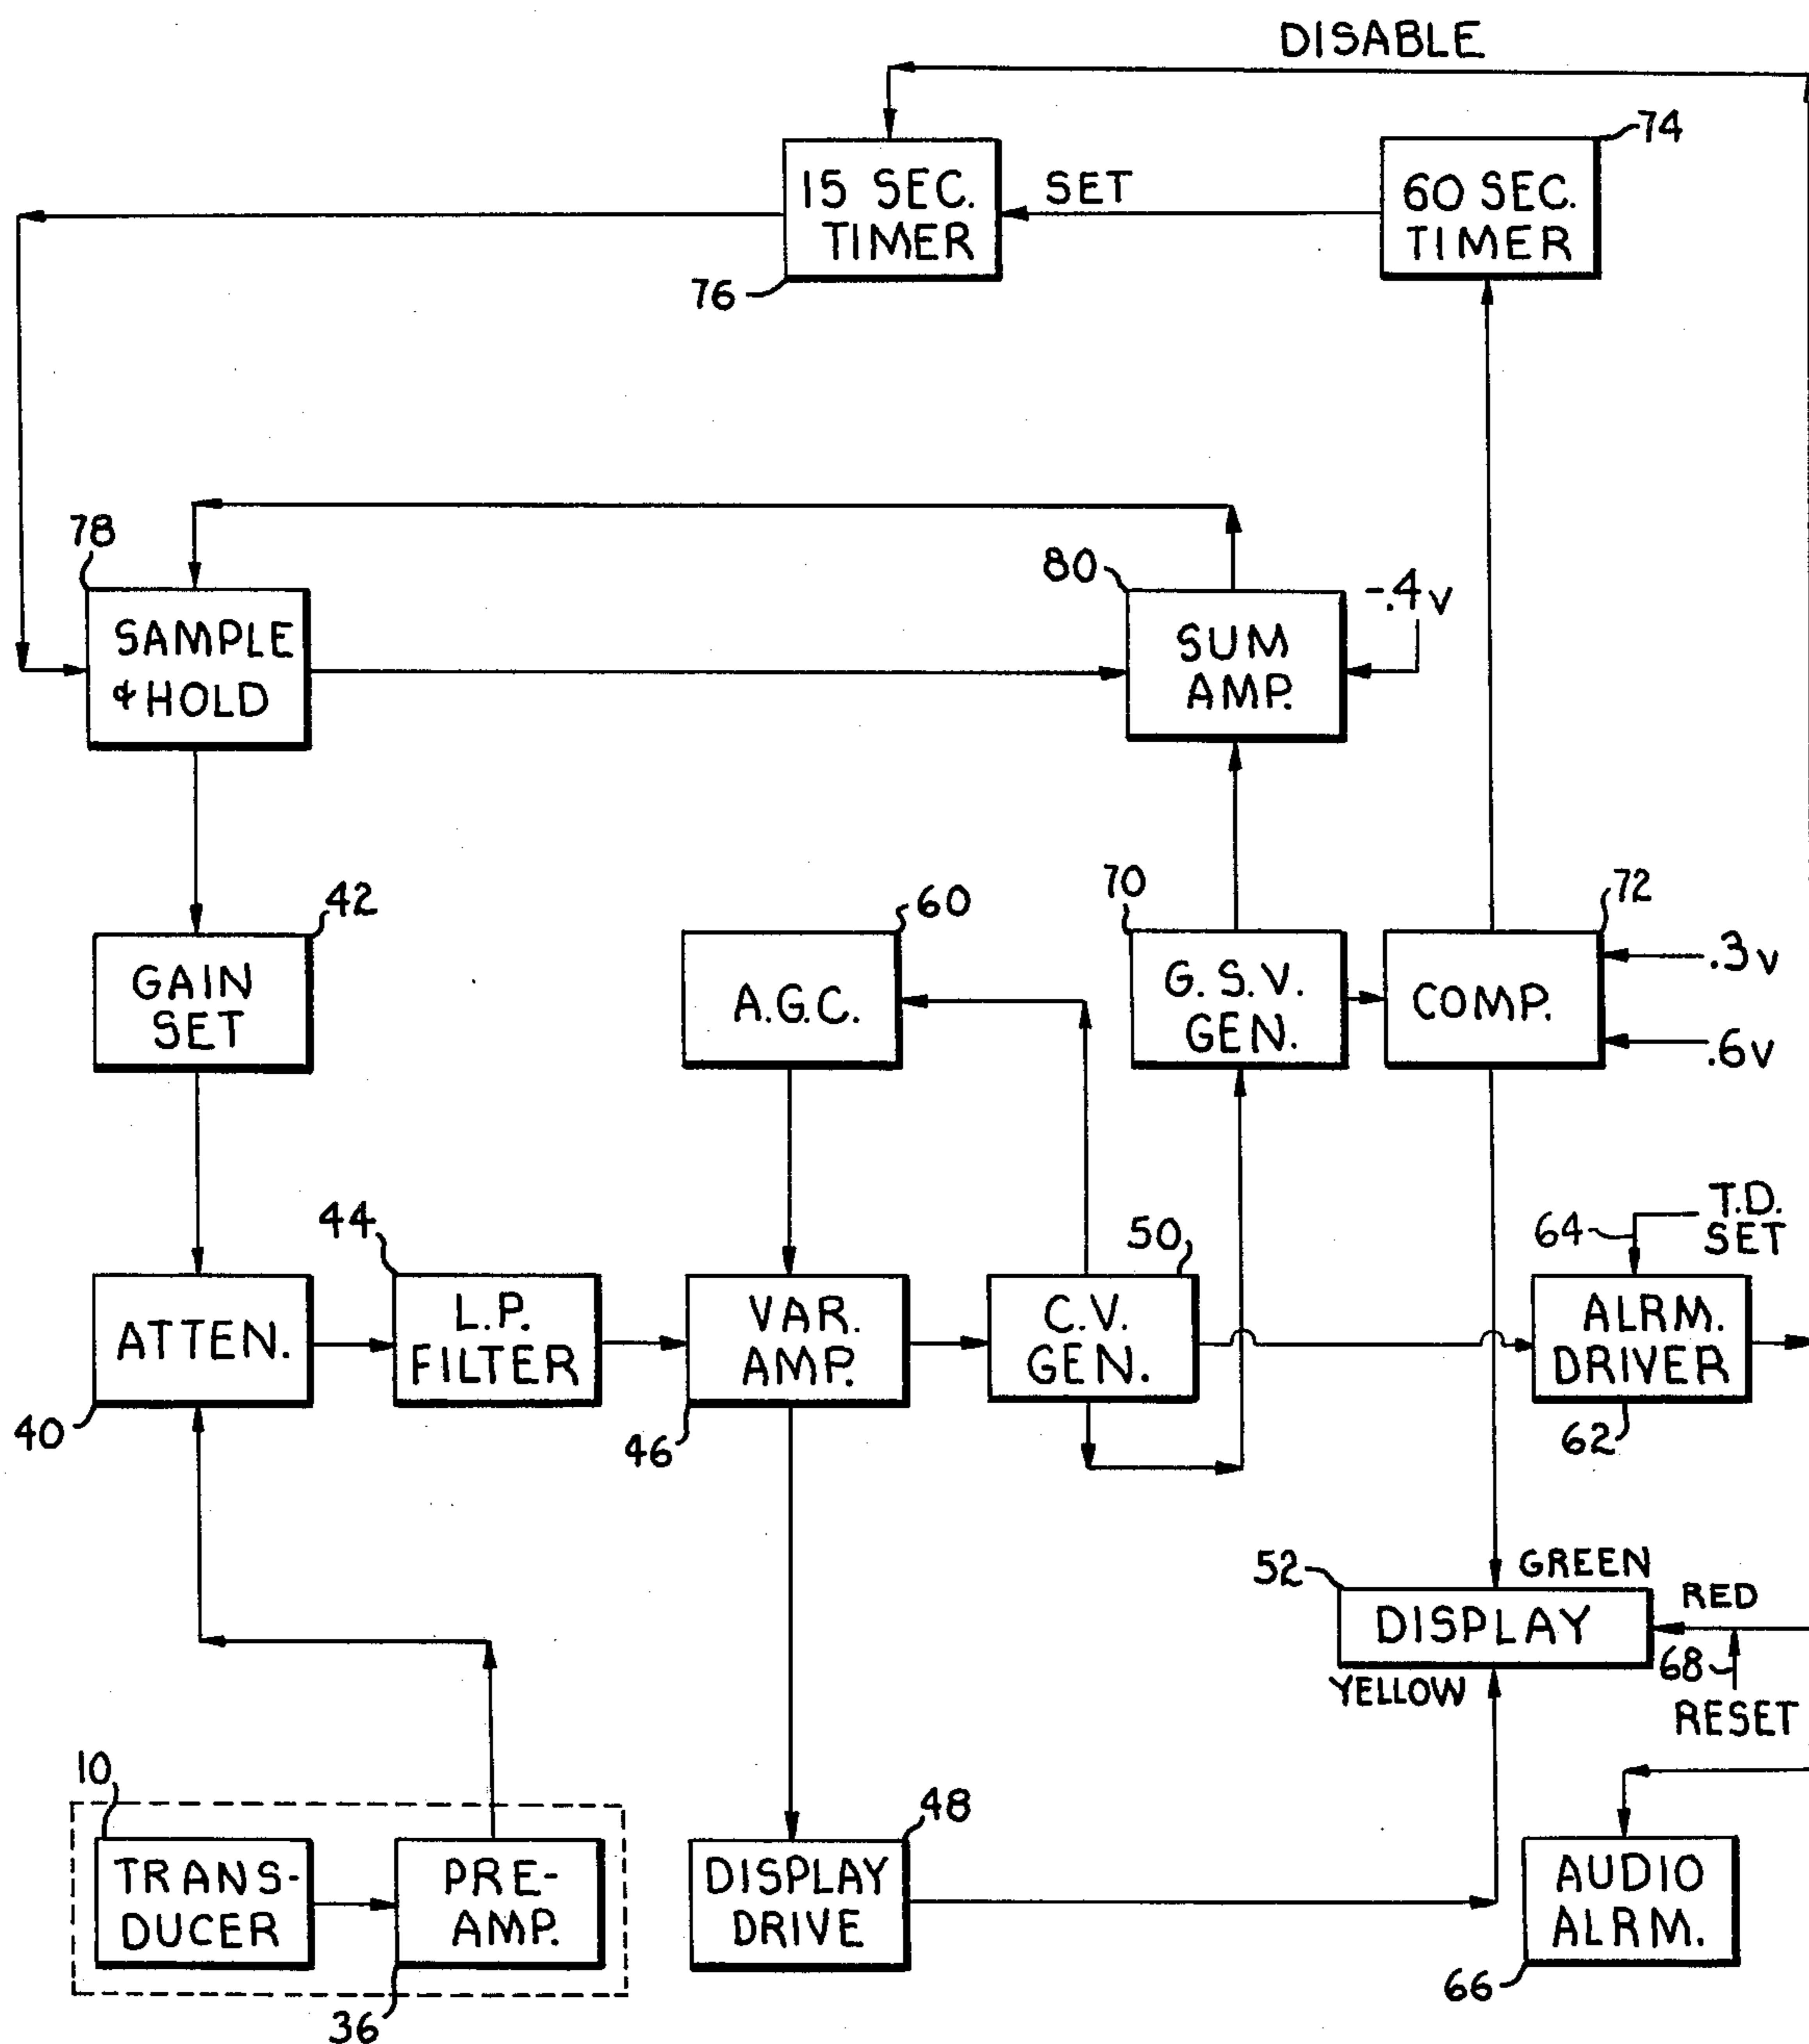 DISABLE
74
15 SEC.
TIMER
SET
60 SEC.
TIMER
76
78
80
-.4v
SAMPLE
& HOLD
SUM
AMP.
42
60
70
72
GAIN
SET
A.G.C.
G.S.V.
GEN.
COMP.
.3v
.6v
44
50
64
T.D.
SET
ATTEN.
L.P.
FILTER
VAR.
AMP.
C.V.
GEN.
ALRM.
DRIVER
40
46
62
52
GREEN
RED
DISPLAY
YELLOW
68
RESET
10
48
TRANS-
DUCER
PRE-
AMP.
DISPLAY
DRIVE
AUDIO
ALRM.
36
66